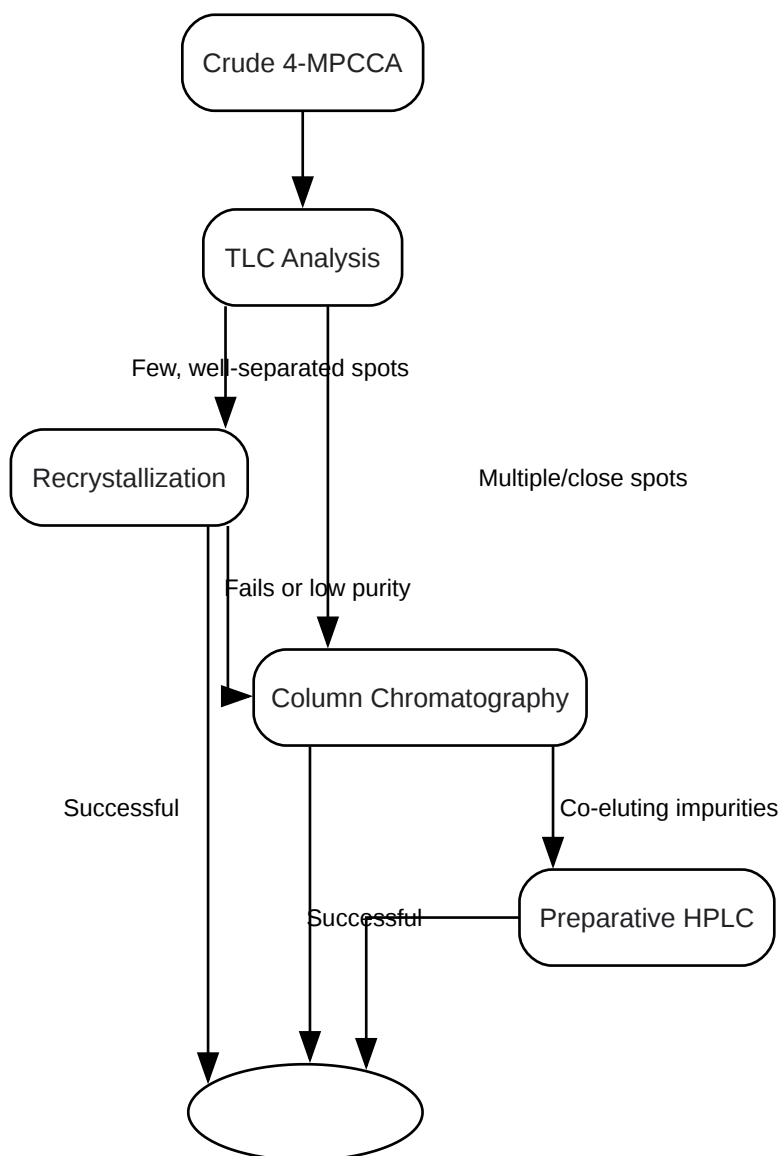 Crude 4-MPCCA
TLC Analysis
Few, well-separated spots
Recrystallization
Multiple/close spots
Fails or low purity
Column Chromatography
Successful
Co-eluting impurities
Successful
Preparative HPLC